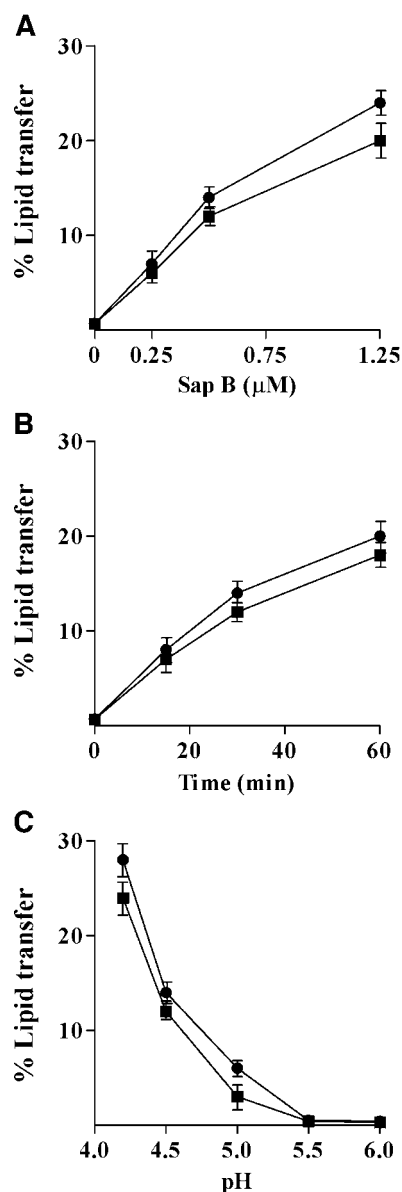 A
% Lipid transfer
30
20
10
0 0.25 0.75 1.25
Sap B (µM)
B
% Lipid transfer
30
20
10
0 20 40 60
Time (min)
C
% Lipid transfer
30
20
10
4.0 4.5 5.0 5.5 6.0
pH